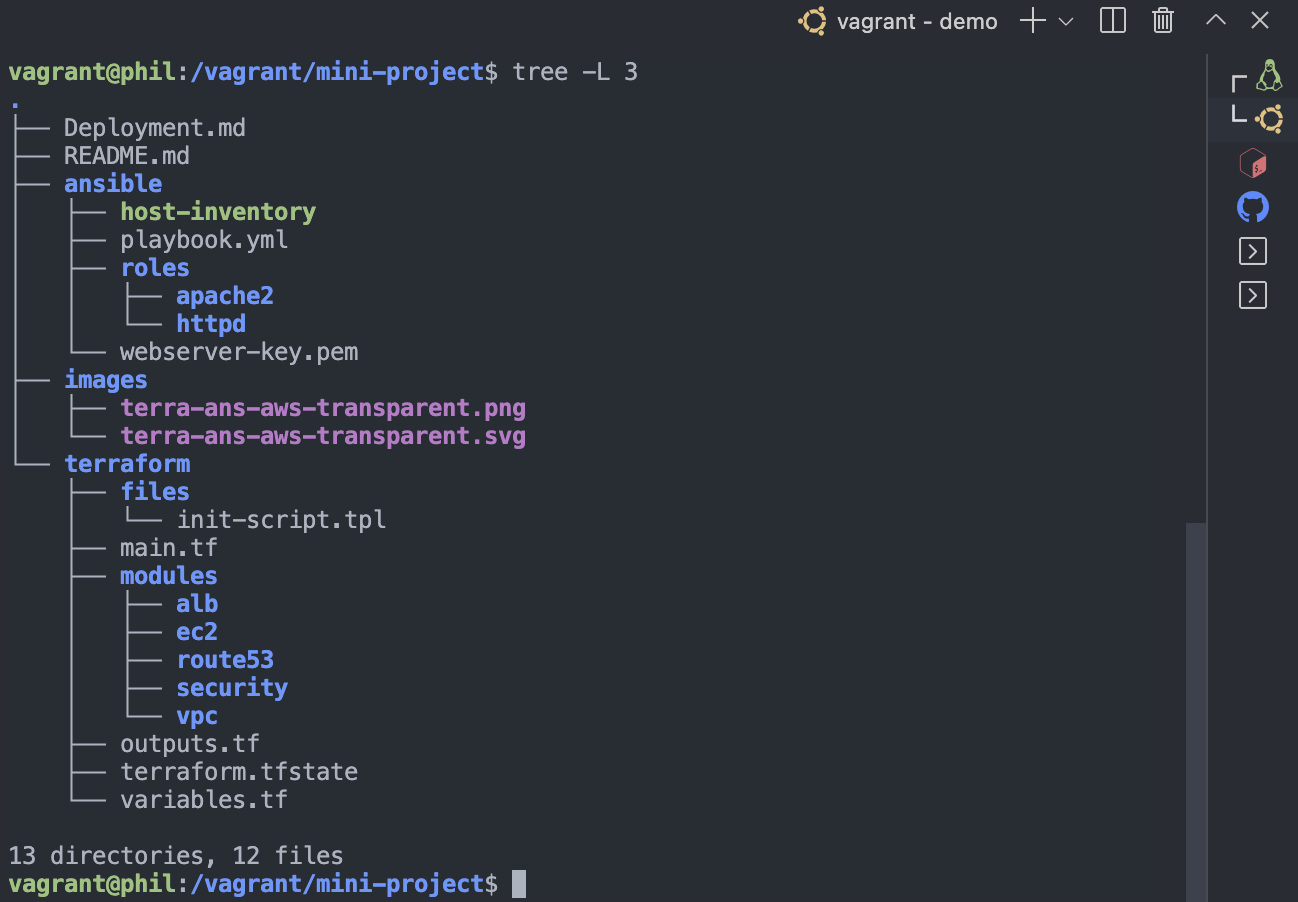 vagrant - demo
vagrant@phil:/vagrant/mini-project$ tree -L 3
.
├── Deployment.md
├── README.md
├── ansible
│   ├── host-inventory
│   ├── playbook.yml
│   ├── roles
│   │   ├── apache2
│   │   └── httpd
│   └── webserver-key.pem
├── images
│   ├── terra-ans-aws-transparent.png
│   └── terra-ans-aws-transparent.svg
└── terraform
    ├── files
    │   └── init-script.tpl
    ├── main.tf
    ├── modules
    │   ├── alb
    │   ├── ec2
    │   ├── route53
    │   ├── security
    │   └── vpc
    ├── outputs.tf
    ├── terraform.tfstate
    └── variables.tf
13 directories, 12 files
vagrant@phil:/vagrant/mini-project$